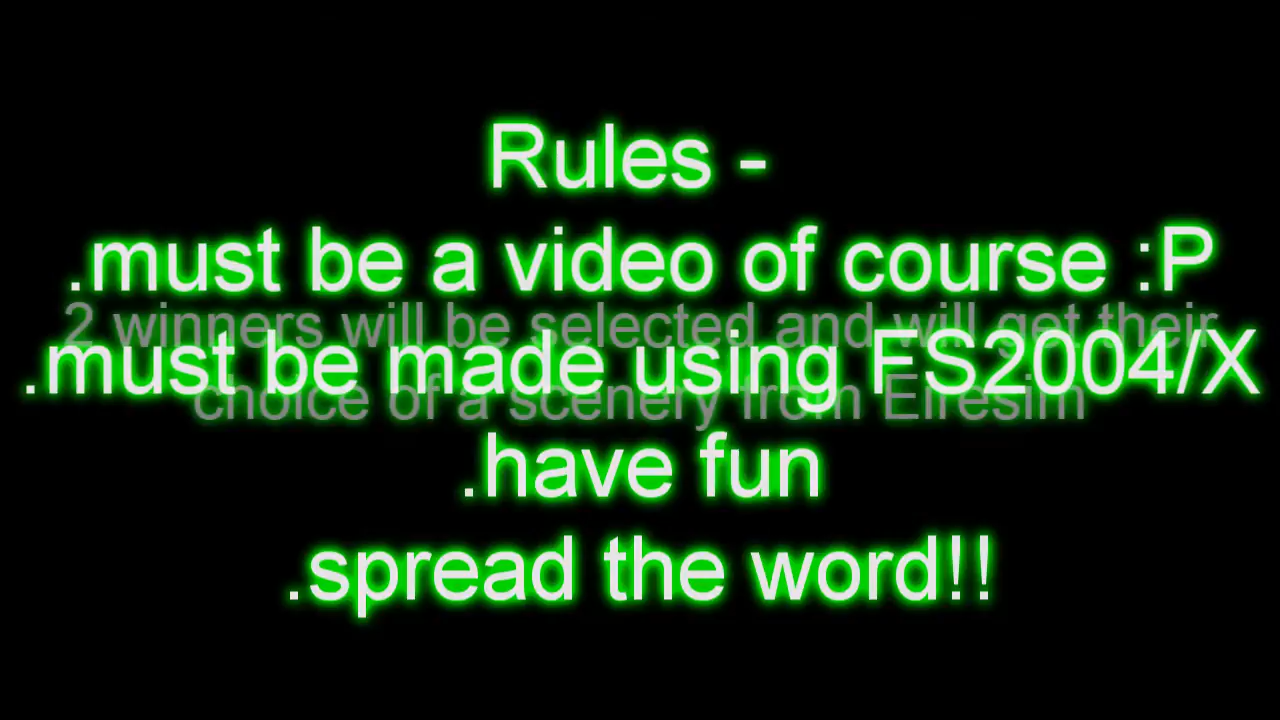 Rules -
.must be a video of course :P
2 winners will be selected and will get their
.must be made using FS2004/X
choice of a scenery from Eiresim
.have fun
.spread the word!!